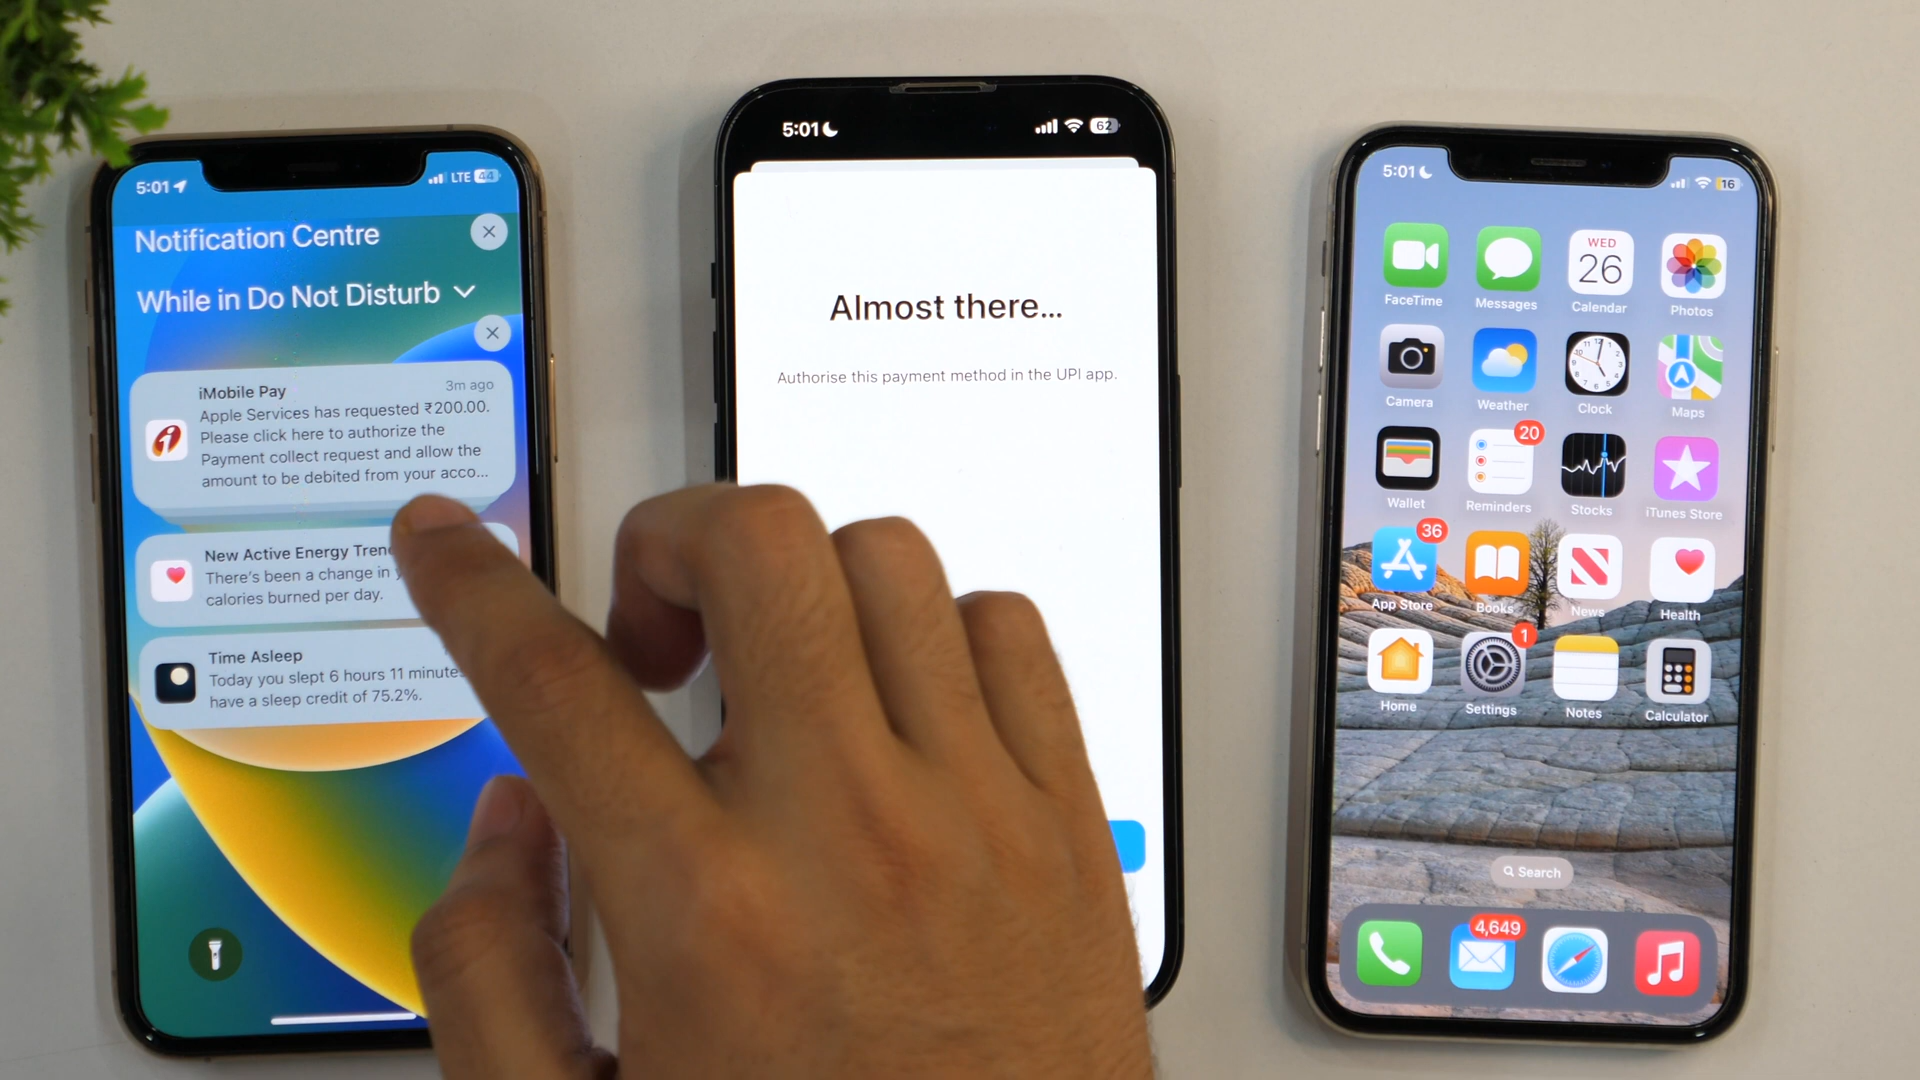 5:01
LTE 44
Notification Centre
While in Do Not Disturb
iMobile Pay
3m ago
Apple Services has requested ₹200.00.
Please click here to authorize the
Payment collect request and allow the
amount to be debited from your acco...
New Active Energy
There's been a change in
calories burned per day.
Time Asleep
Today you slept 6 hours 11
have a sleep credit of 75.2%.
5:01
62
Almost there...
Authorise this payment method in the UPI app.
5:01
16
WED
26
FaceTime
Messages
Calendar
Photos
Camera
Weather
Clock
Maps
20
Wallet
Reminders
Stocks
iTunes Store
36
App Store
Books
News
Health
1
Home
Settings
Notes
Calculator
Search
4,649